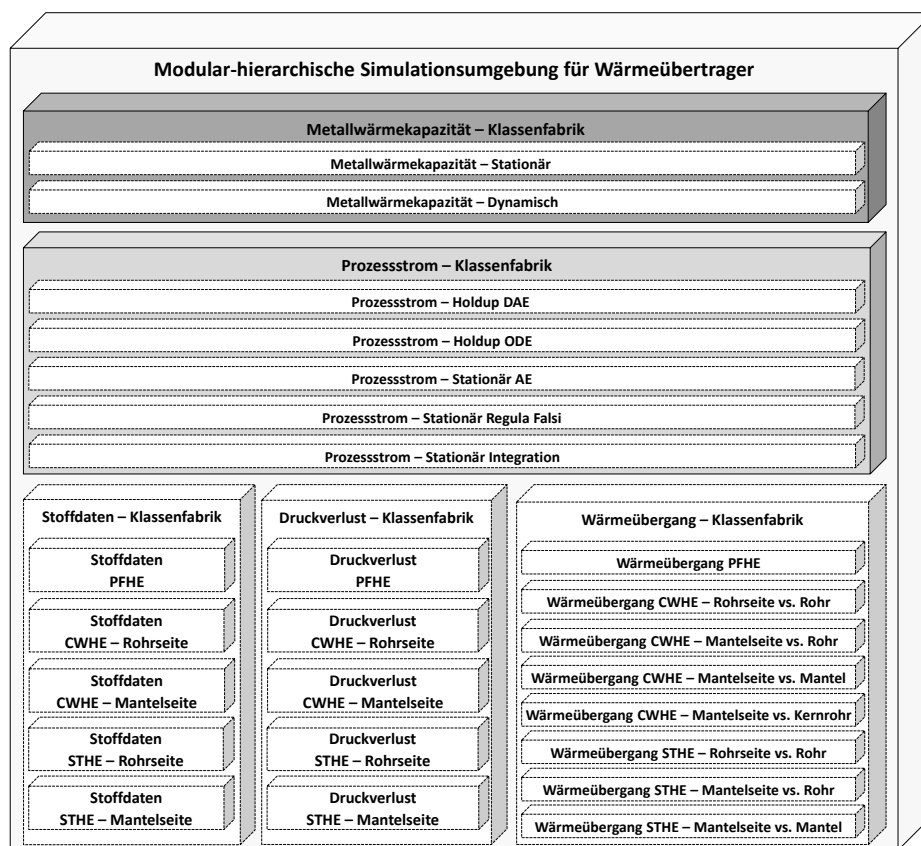 Modular-hierarchische Simulationsumgebung für Wärmeübertrager
Metallwärmekapazität – Klassenfabrik
Metallwärmekapazität – Stationär
Metallwärmekapazität – Dynamisch
Prozessstrom – Klassenfabrik
Prozessstrom – Holdup DAE
Prozessstrom – Holdup ODE
Prozessstrom – Stationär AE
Prozessstrom – Stationär Regula Falsi
Prozessstrom – Stationär Integration
Stoffdaten – Klassenfabrik
Stoffdaten
PFHE
Stoffdaten
CWHE – Rohrseite
Stoffdaten
CWHE – Mantelseite
Stoffdaten
STHE – Rohrseite
Stoffdaten
STHE – Mantelseite
Druckverlust – Klassenfabrik
Druckverlust
PFHE
Druckverlust
CWHE – Rohrseite
Druckverlust
CWHE – Mantelseite
Druckverlust
STHE – Rohrseite
Druckverlust
STHE – Mantelseite
Wärmeübergang – Klassenfabrik
Wärmeübergang PFHE
Wärmeübergang CWHE – Rohrseite vs. Rohr
Wärmeübergang CWHE – Mantelseite vs. Rohr
Wärmeübergang CWHE – Mantelseite vs. Mantel
Wärmeübergang CWHE – Mantelseite vs. Kernrohr
Wärmeübergang STHE – Rohrseite vs. Rohr
Wärmeübergang STHE – Mantelseite vs. Rohr
Wärmeübergang STHE – Mantelseite vs. Mantel